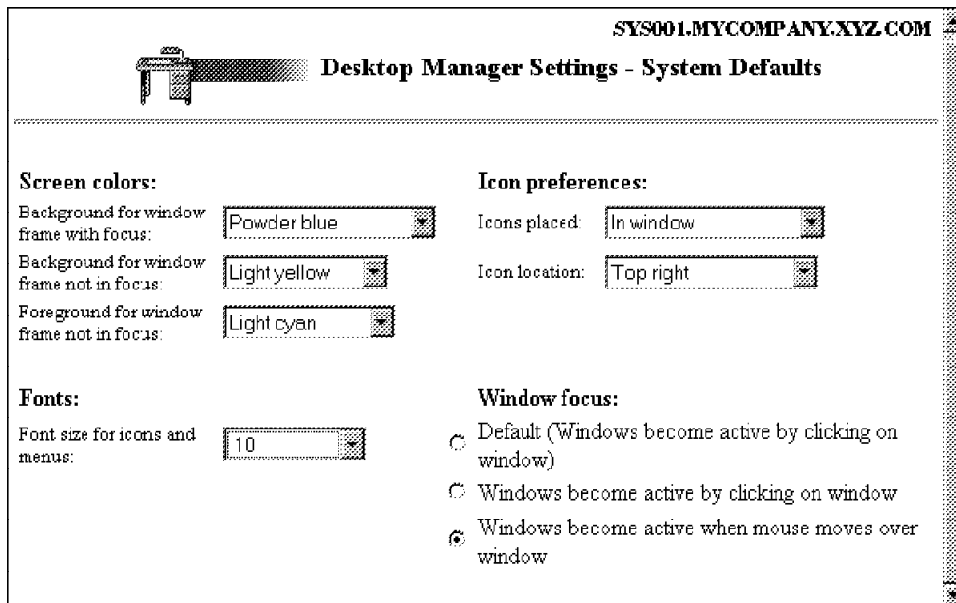 SYS001.MYCOMPANY.XYZ.COM
Desktop Manager Settings - System Defaults
Screen colors:
Background for window
frame with focus:
Powder blue
Background for window
frame not in focus:
Light yellow
Foreground for window
frame not in focus:
Light cyan
Icon preferences:
Icons placed:
In window
Icon location:
Top right
Fonts:
Font size for icons and
menus:
10
Window focus:
Default (Windows become active by clicking on
window)
Windows become active by clicking on window
Windows become active when mouse moves over
window